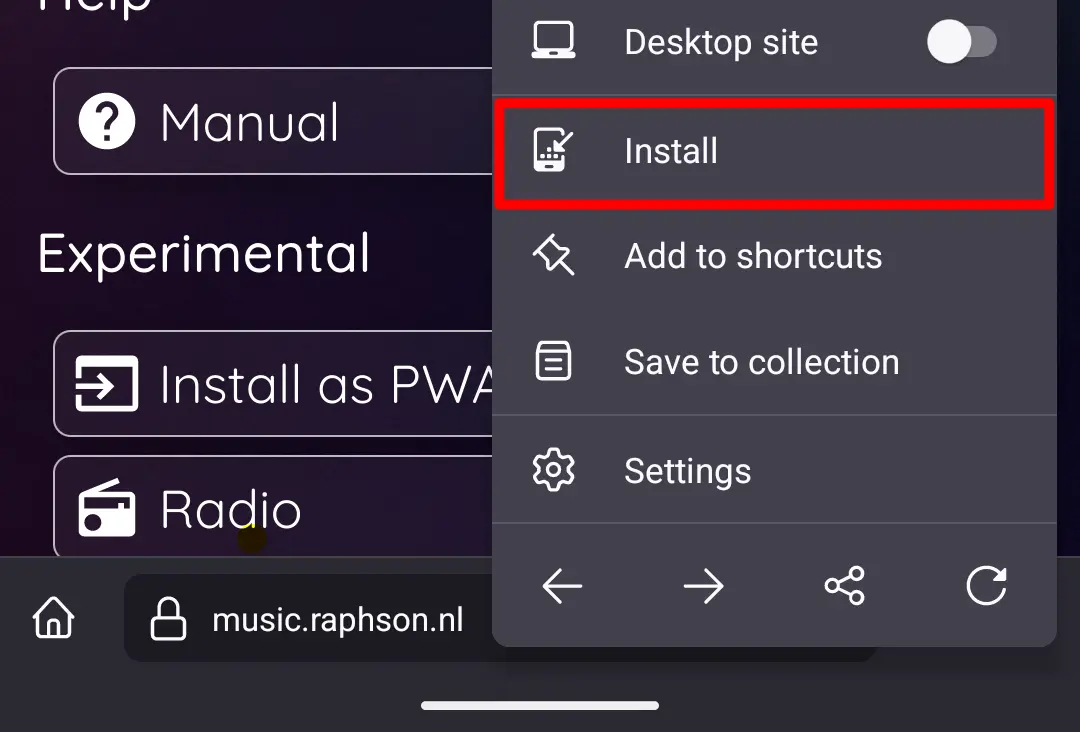 Help
Manual
Experimental
Install as PWA
Radio
music.raphson.nl
Desktop site
Install
Add to shortcuts
Save to collection
Settings